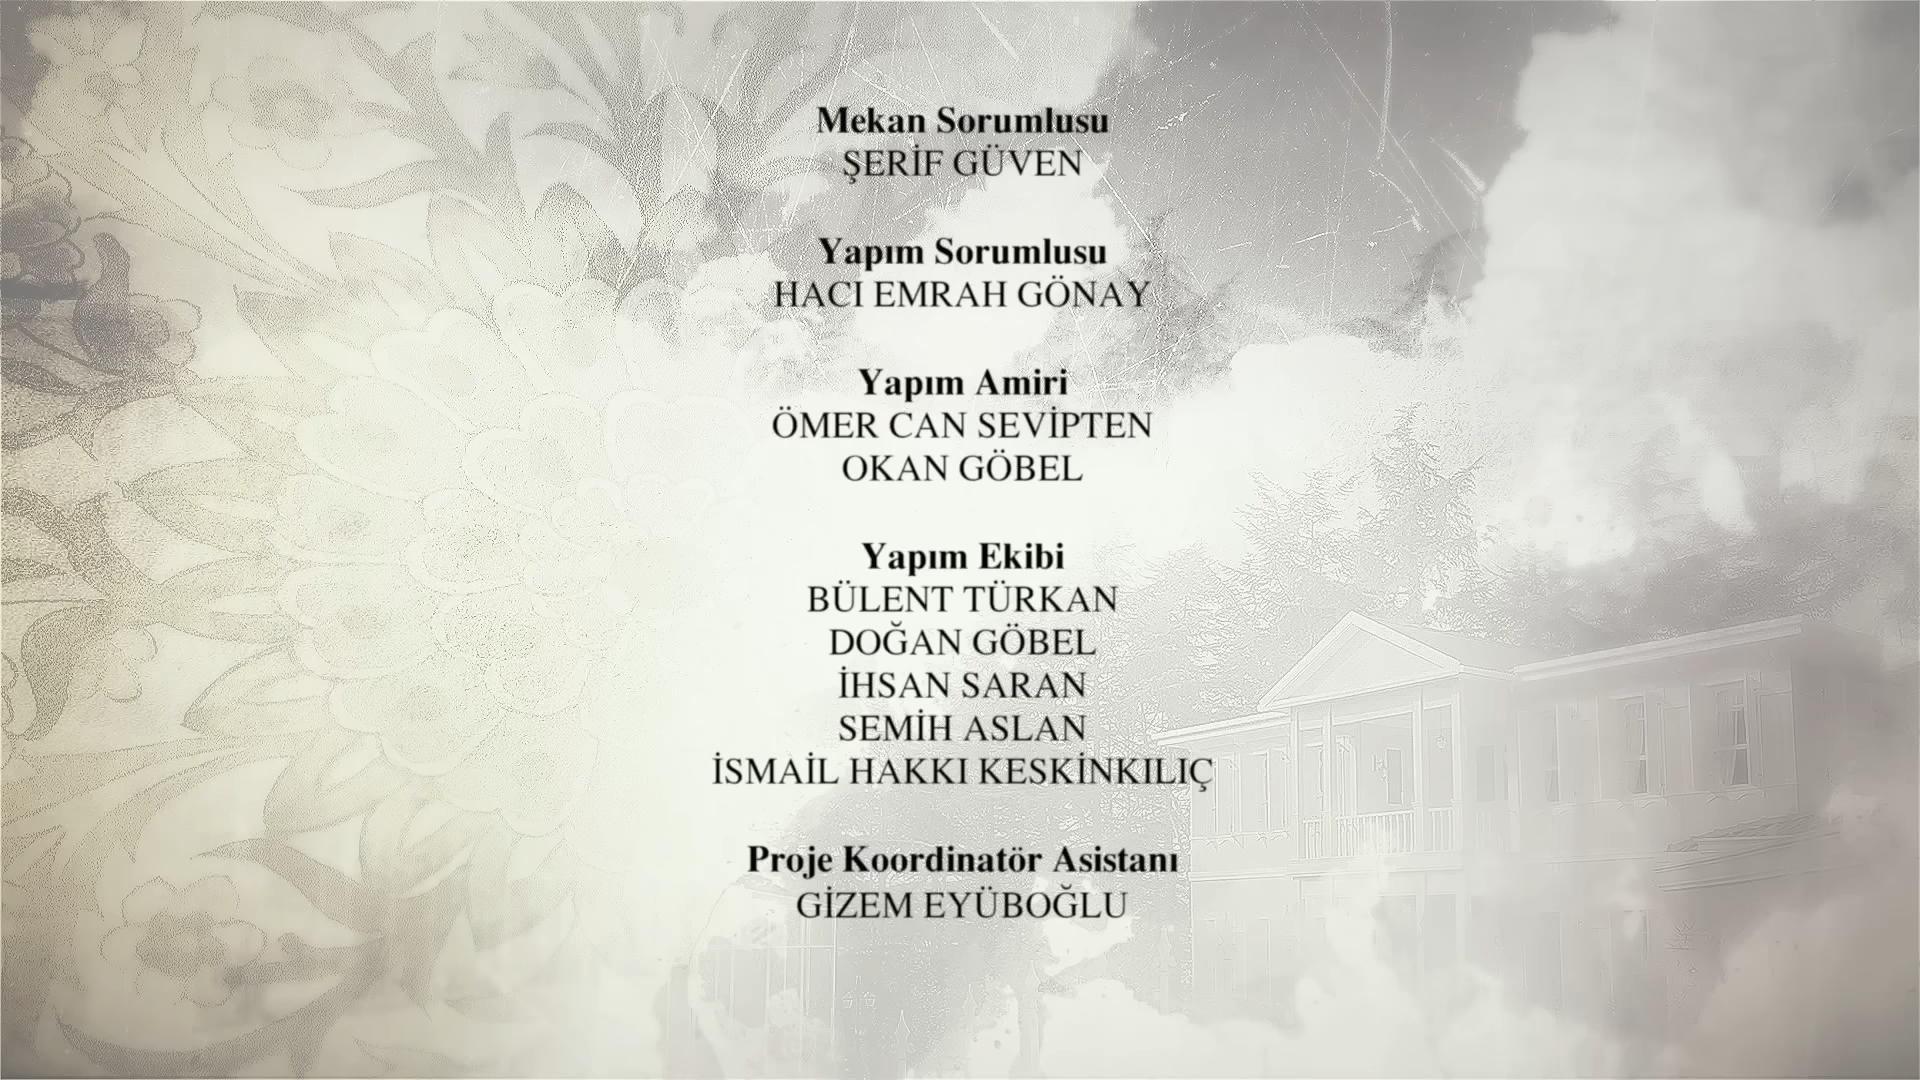 Mekan Sorumlusu
ŞERİF GÜVEN
Yapım Sorumlusu
HACI EMRAH GÖNAY
Yapım Amiri
ÖMER CAN SEVİPTEN
OKAN GÖBEL
Yapım Ekibi
BÜLENT TÜRKAN
DOĞAN GÖBEL
İHSAN SARAN
SEMİH ASLAN
İSMAİL HAKKI KESKİNKILIÇ
Proje Koordinatör Asistanı
GİZEM EYÜBOĞLU